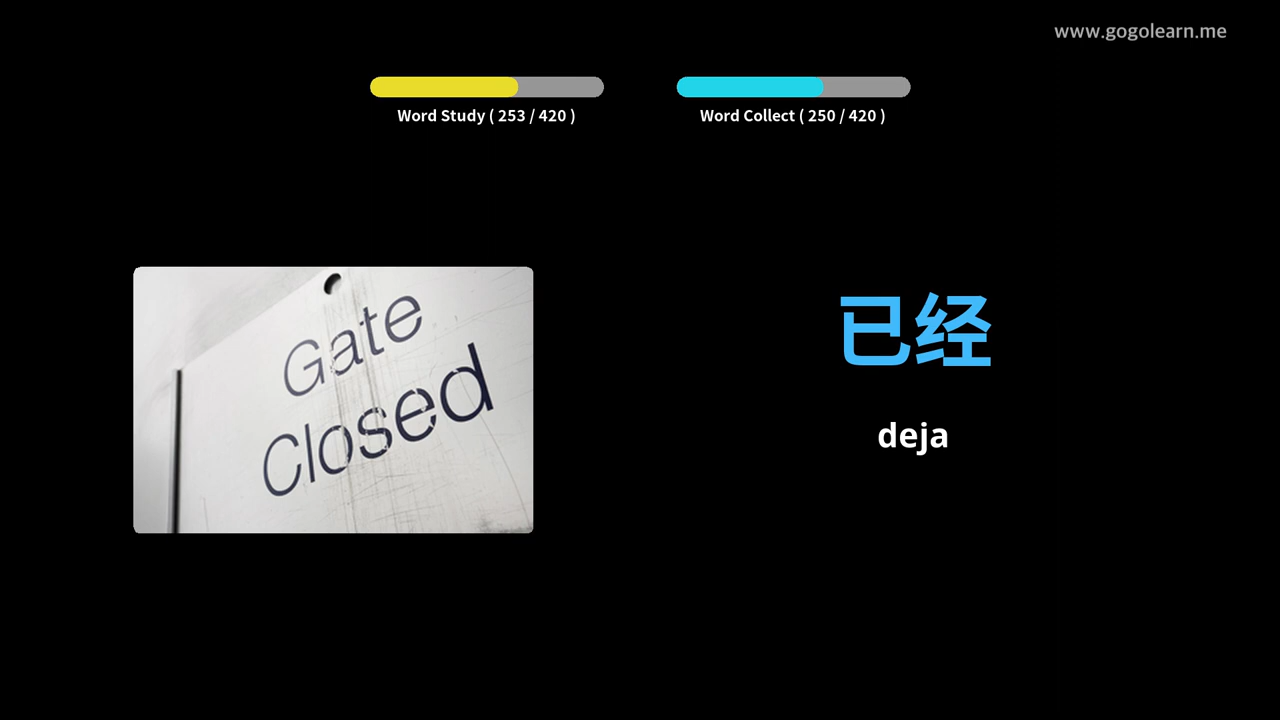 www.gogolearn.me
Word Study ( 253 / 420 )
Word Collect ( 250 / 420 )
Gate
Closed
已经
deja